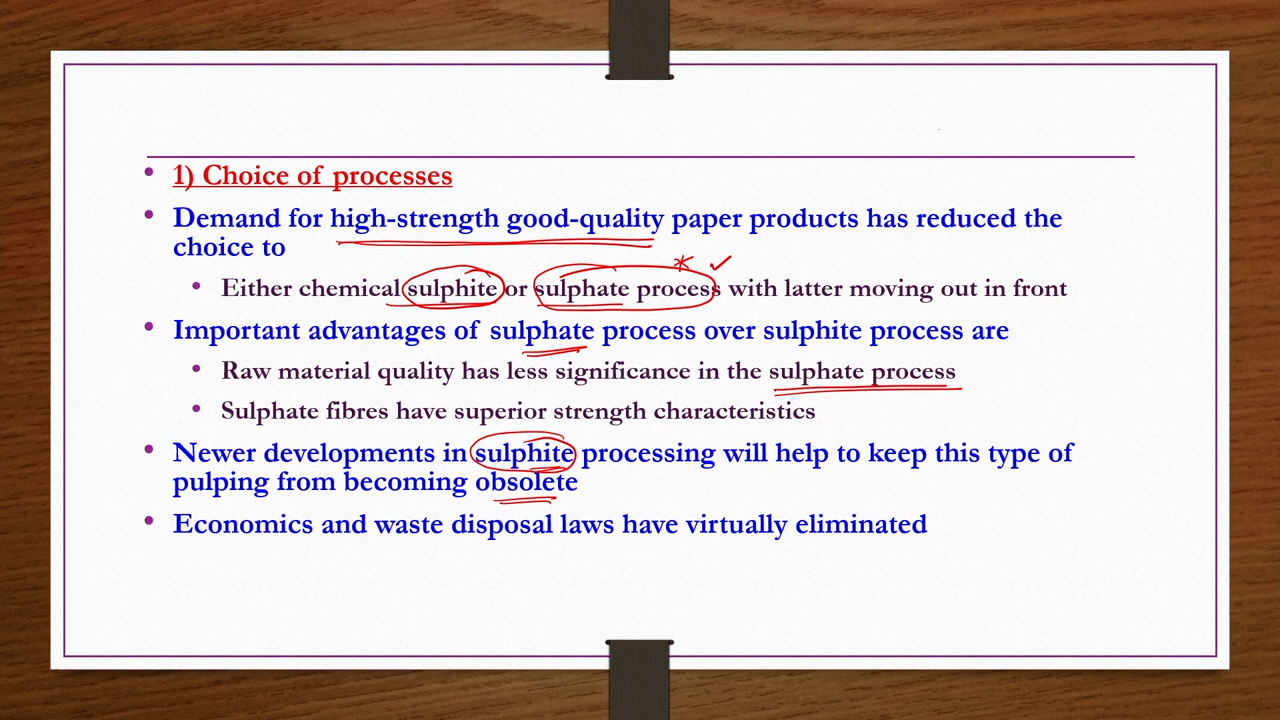 • 1) Choice of processes
• Demand for high-strength good-quality paper products has reduced the
choice to
• Either chemical sulphite or sulphate process with latter moving out in front
• Important advantages of sulphate process over sulphite process are
• Raw material quality has less significance in the sulphate process
• Sulphate fibres have superior strength characteristics
• Newer developments in sulphite processing will help to keep this type of
pulping from becoming obsolete
• Economics and waste disposal laws have virtually eliminated